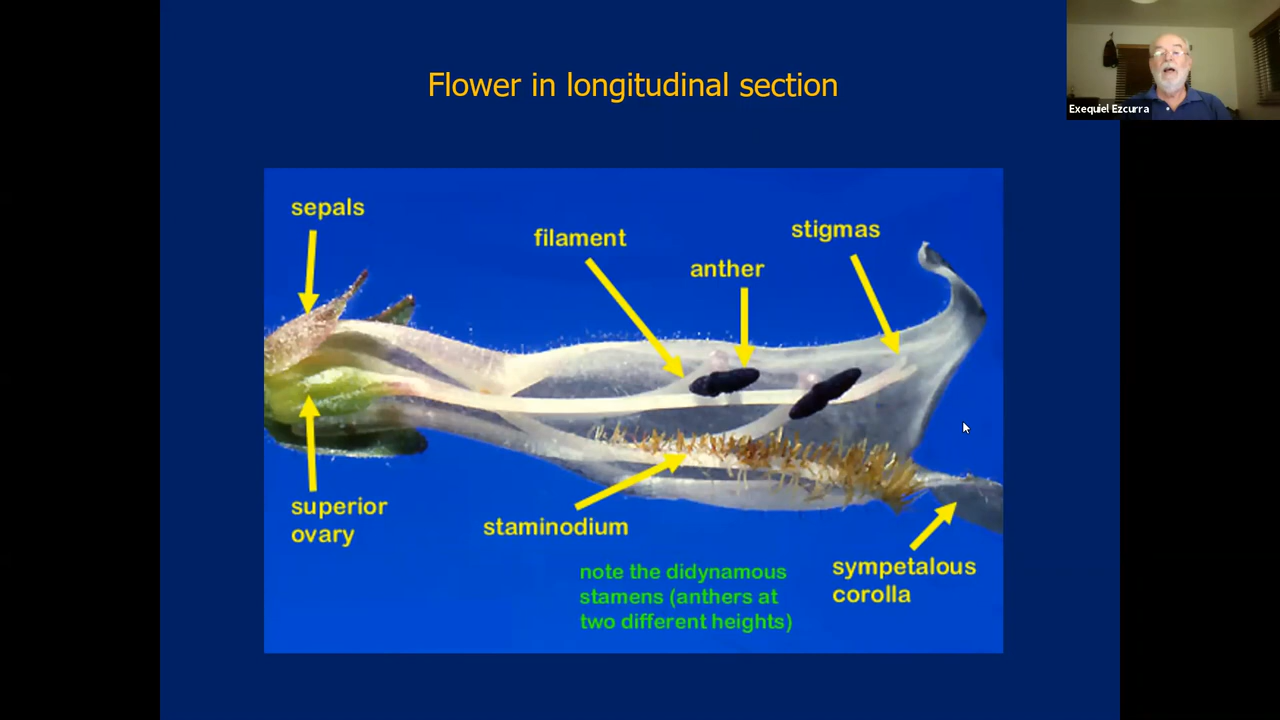 Flower in longitudinal section
Exequiel Ezcurra
sepals
filament
anther
stigmas
superior
ovary
staminodium
note the didynamous
stamens (anthers at
two different heights)
sympetalous
corolla